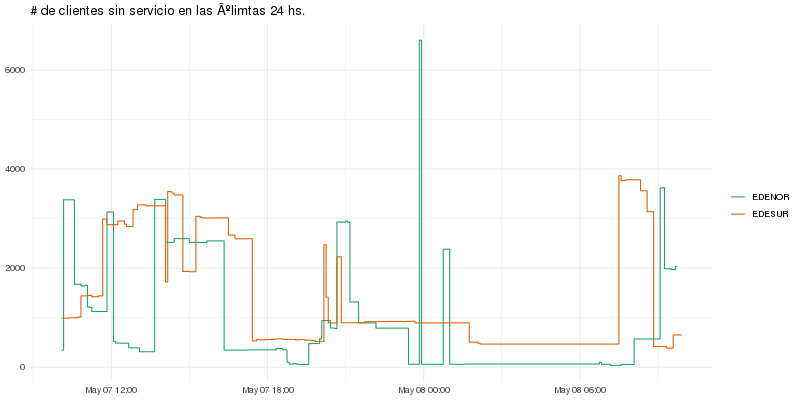 # de clientes sin servicio en las Ãºlimtas 24 hs.
6000
4000
2000
0
May 07 12:00
May 07 18:00
May 08 00:00
May 08 06:00
EDENOR
EDESUR